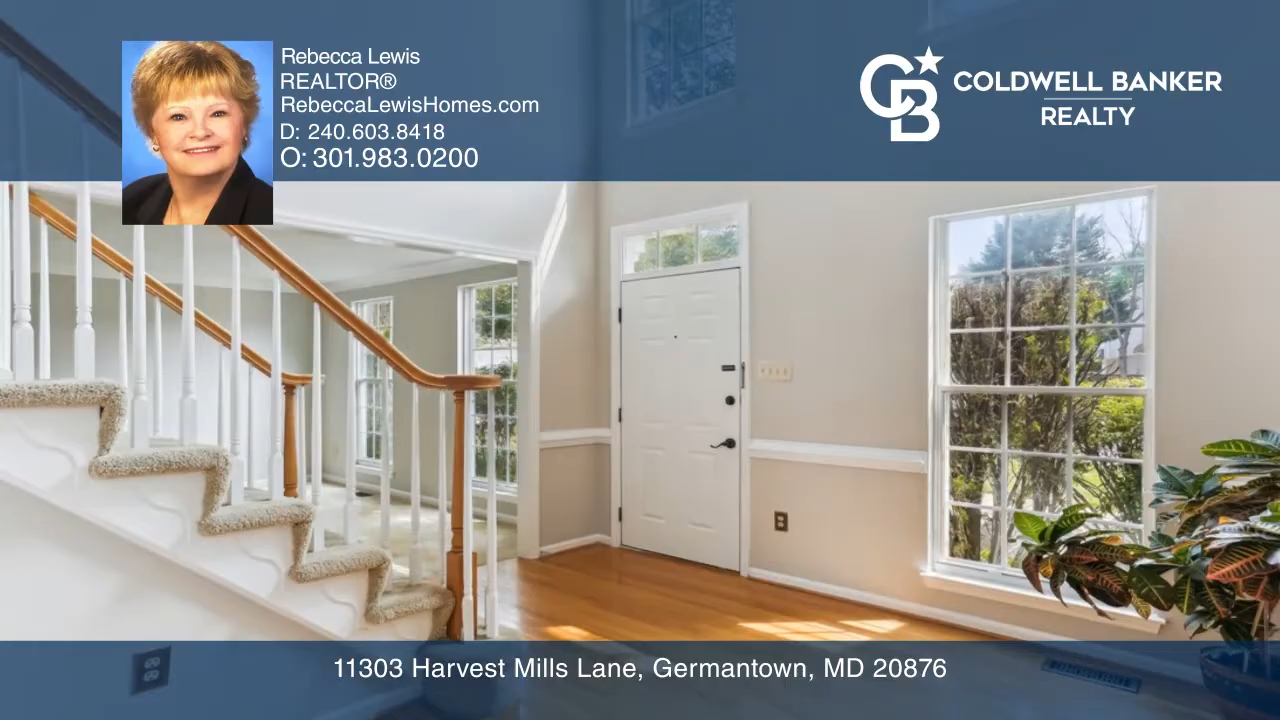 Rebecca Lewis
REALTOR®
RebeccaLewisHomes.com
D: 240.603.8418
O: 301.983.0200
CB
COLDWELL BANKER
REALTY
11303 Harvest Mills Lane, Germantown, MD 20876